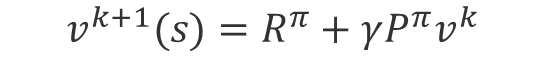 v^{k+1}(s) = R^π + γP^π v^k